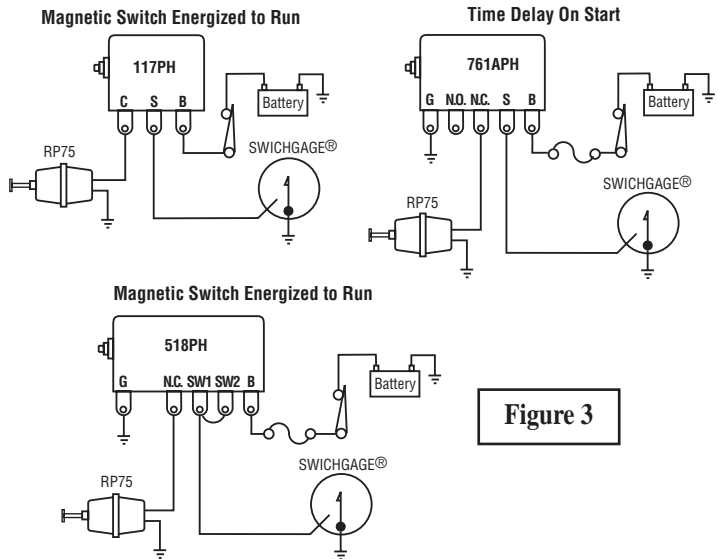 Magnetic Switch Energized to Run
117PH
C S B
Battery
SWICHGAGE®
RP75
Time Delay On Start
761APH
G N.O. N.C. S B
Battery
SWICHGAGE®
RP75
Magnetic Switch Energized to Run
518PH
G N.C. SW1 SW2 B
Battery
SWICHGAGE®
RP75
Figure 3